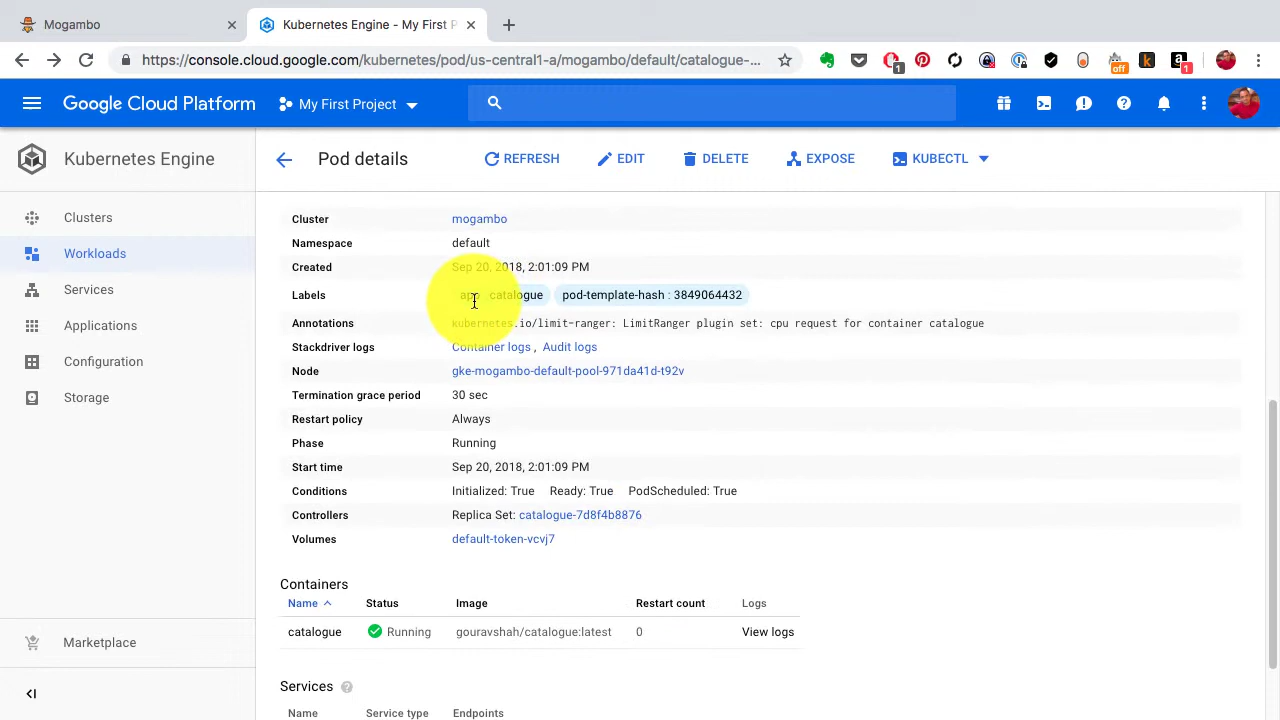 Mogambo
Kubernetes Engine - My First P
https://console.cloud.google.com/kubernetes/pod/us-central1-a/mogambo/default/catalogue-...
1
off
1
Google Cloud Platform
My First Project
Kubernetes Engine
Pod details
REFRESH
EDIT
DELETE
EXPOSE
KUBECTL
Clusters
Workloads
Services
Applications
Configuration
Storage
Marketplace
Cluster mogambo
Namespace default
Created Sep 20, 2018, 2:01:09 PM
Labels app : catalogue pod-template-hash : 3849064432
Annotations kubernetes.io/limit-ranger: LimitRanger plugin set: cpu request for container catalogue
Stackdriver logs Container logs , Audit logs
Node gke-mogambo-default-pool-971da41d-t92v
Termination grace period 30 sec
Restart policy Always
Phase Running
Start time Sep 20, 2018, 2:01:09 PM
Conditions Initialized: True Ready: True PodScheduled: True
Controllers Replica Set: catalogue-7d8f4b8876
Volumes default-token-vcvj7
Containers
Name Status Image Restart count Logs
catalogue Running gouravshah/catalogue:latest 0 View logs
Services
Name Service type Endpoints